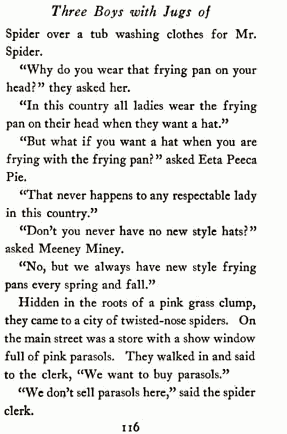 Three Boys with Jugs of
Spider over a tub washing clothes for Mr.
Spider.
"Why do you wear that frying pan on your
head?" they asked her.
"In this country all ladies wear the frying
pan on their head when they want a hat."
"But what if you want a hat when you are
frying with the frying pan?" asked Eeta Peeca
Pie.
"That never happens to any respectable lady
in this country."
"Don't you never have no new style hats?"
asked Meeney Miney.
"No, but we always have new style frying
pans every spring and fall."
Hidden in the roots of a pink grass clump,
they came to a city of twisted-nose spiders. On
the main street was a store with a show window
full of pink parasols. They walked in and said
to the clerk, "We want to buy parasols."
"We don't sell parasols here," said the spider
clerk.
116